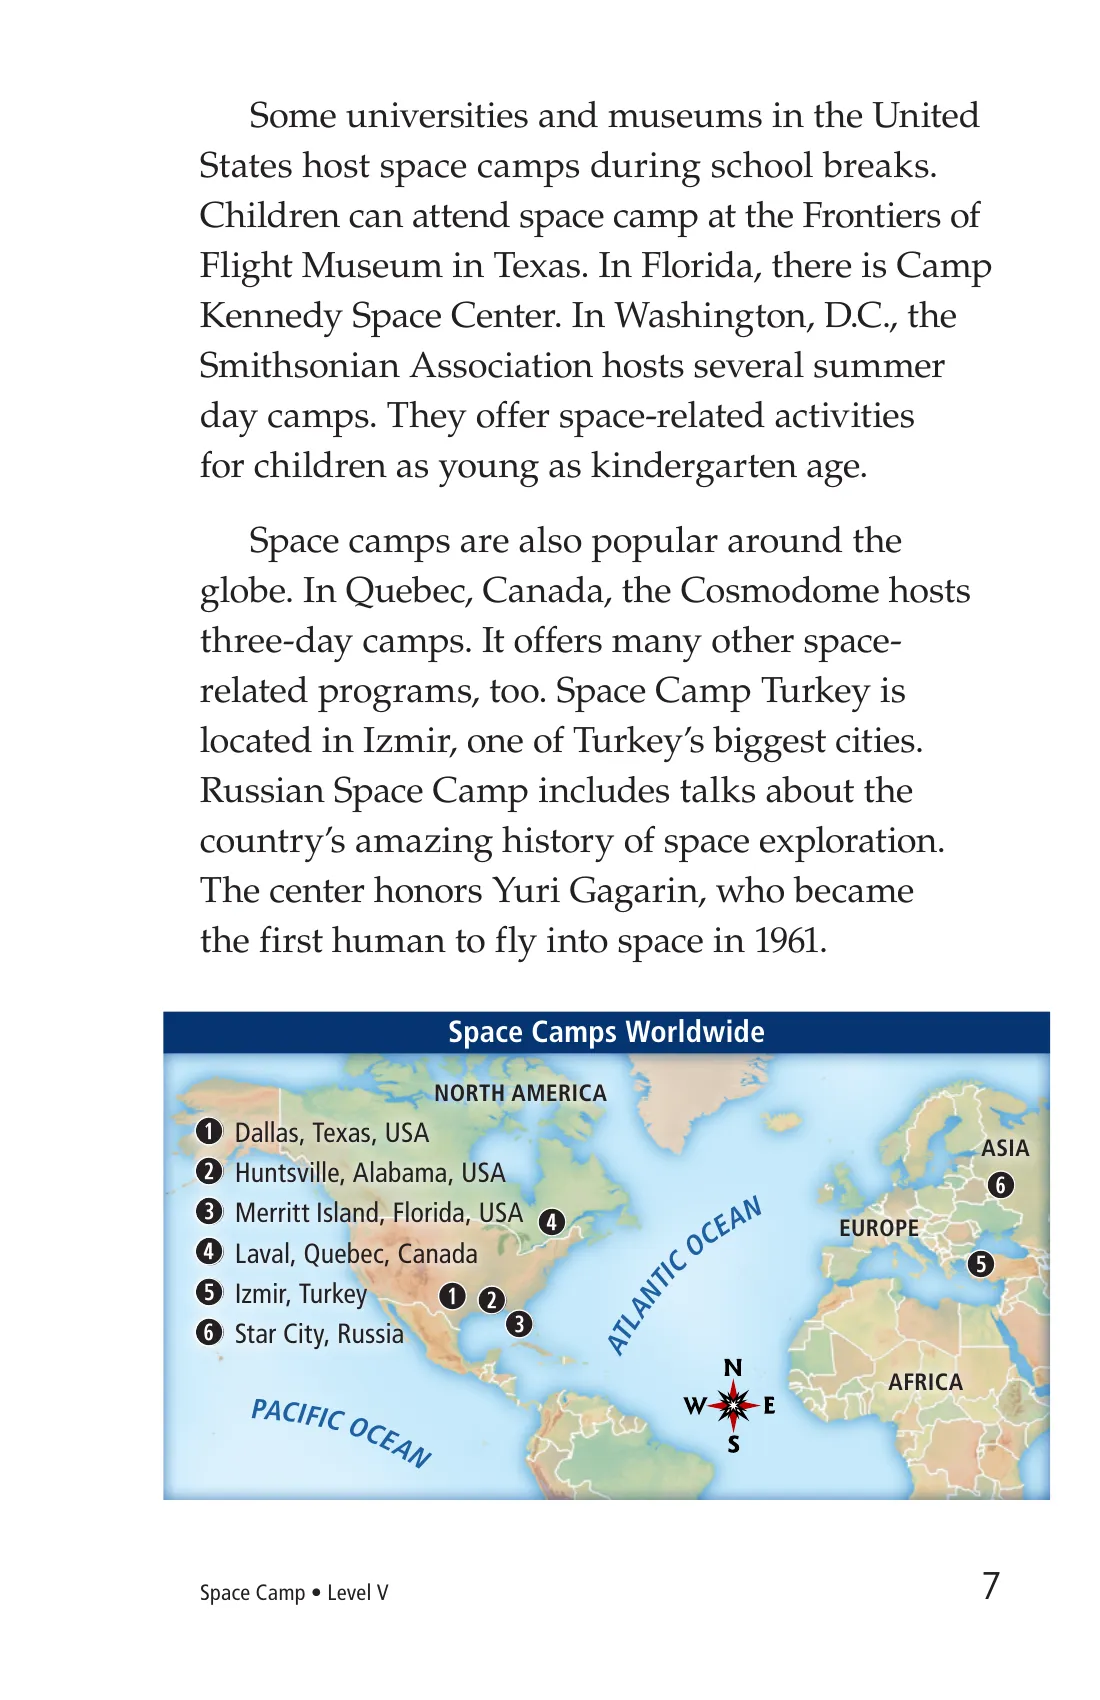 Some universities and museums in the United
States host space camps during school breaks.
Children can attend space camp at the Frontiers of
Flight Museum in Texas. In Florida, there is Camp
Kennedy Space Center. In Washington, D.C., the
Smithsonian Association hosts several summer
day camps. They offer space-related activities
for children as young as kindergarten age.
Space camps are also popular around the
globe. In Quebec, Canada, the Cosmodome hosts
three-day camps. It offers many other space-
related programs, too. Space Camp Turkey is
located in Izmir, one of Turkey’s biggest cities.
Russian Space Camp includes talks about the
country’s amazing history of space exploration.
The center honors Yuri Gagarin, who became
the first human to fly into space in 1961.
Space Camps Worldwide
NORTH AMERICA
1 Dallas, Texas, USA
2 Huntsville, Alabama, USA
3 Merritt Island, Florida, USA
4 Laval, Quebec, Canada
5 Izmir, Turkey
6 Star City, Russia
4
1
2
3
ATLANTIC OCEAN
PACIFIC OCEAN
ASIA
6
EUROPE
5
AFRICA
N
W E
S
Space Camp • Level V
7